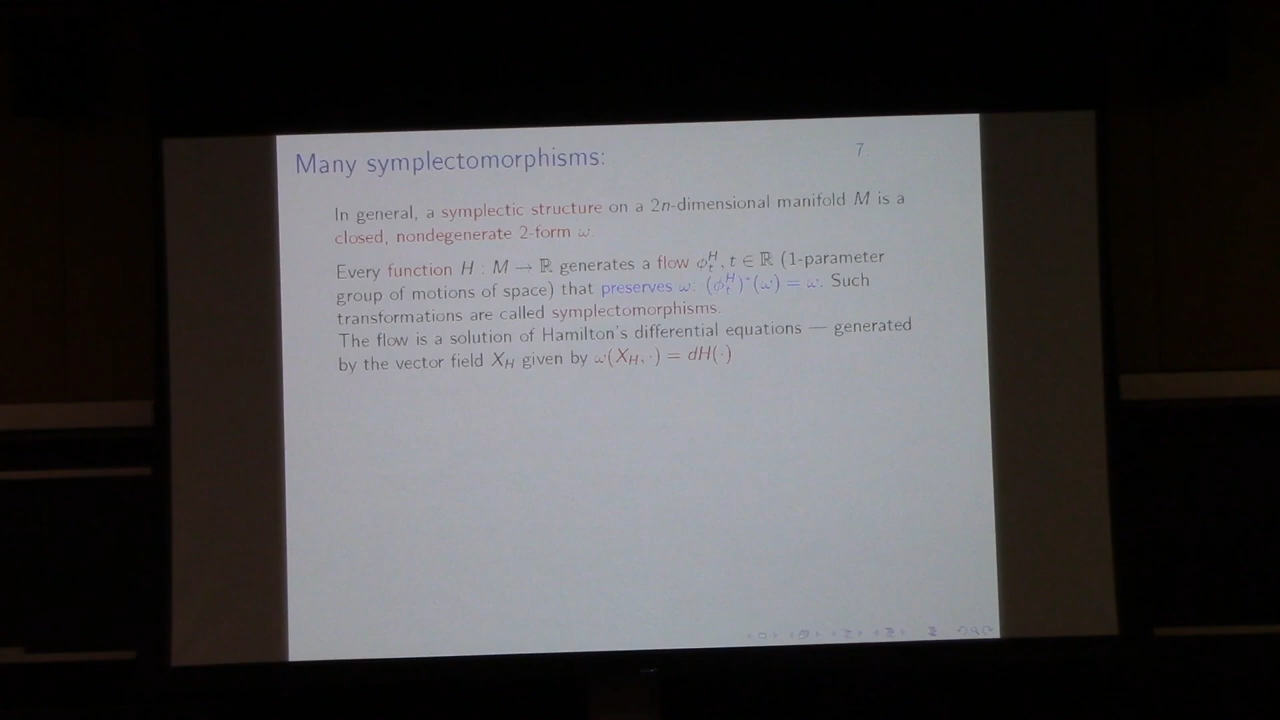 Many symplectomorphisms:
7
In general, a symplectic structure on a 2n-dimensional manifold M is a
closed, nondegenerate 2-form ω.
Every function H : M → ℝ generates a flow ϕₜᴴ, t ∈ ℝ (1-parameter
group of motions of space) that preserves ω: (ϕₜᴴ)*(ω) = ω. Such
transformations are called symplectomorphisms.
The flow is a solution of Hamilton's differential equations — generated
by the vector field X_H given by ω(X_H, ·) = dH(·)